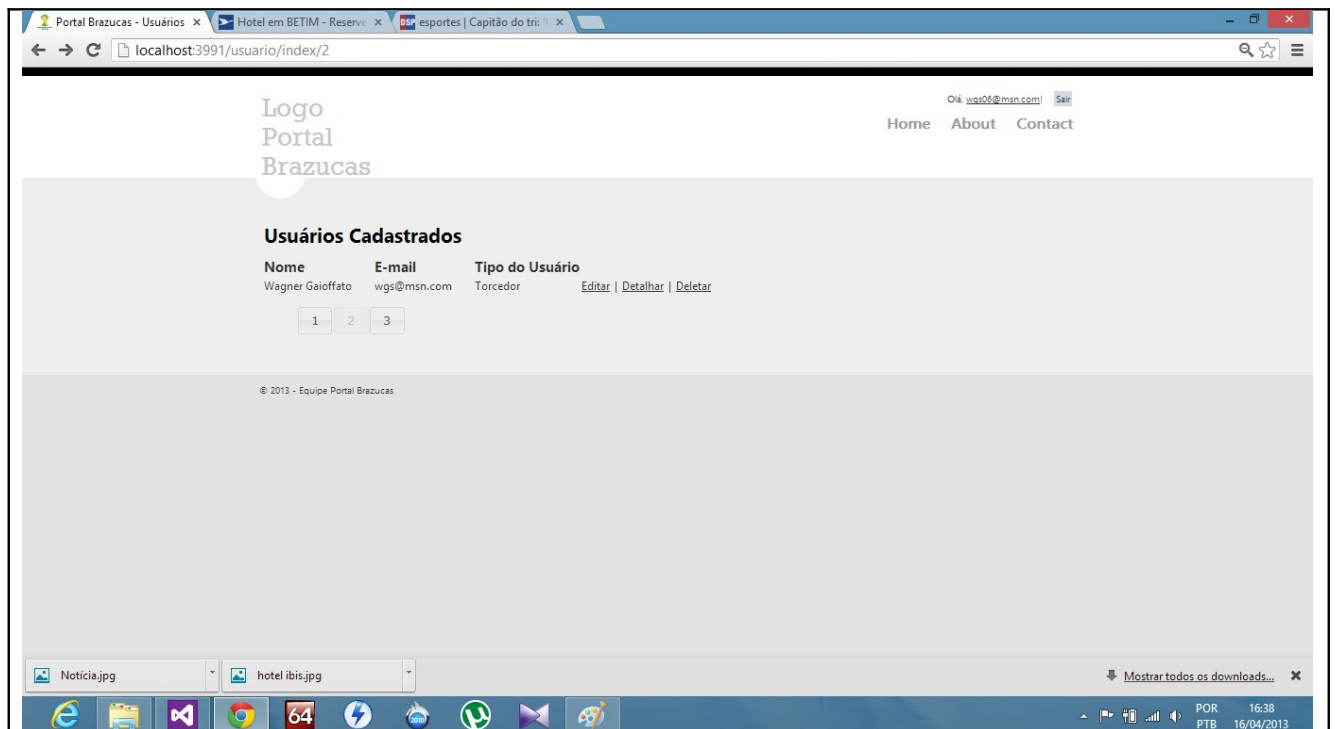 Portal Brazucas - Usuários
Hotel em BETIM - Reserve
esportes | Capitão do tri: "
localhost:3991/usuario/index/2
Olá, wgs06@msn.com! Sair
Logo
Portal
Brazucas
Home About Contact
Usuários Cadastrados
Nome E-mail Tipo do Usuário
Wagner Gaioffato wgs@msn.com Torcedor Editar | Detalhar | Deletar
1 2 3
© 2013 - Equipe Portal Brazucas
Notícia.jpg
hotel ibis.jpg
Mostrar todos os downloads...
64
2010
POR 16:38
PTB 16/04/2013